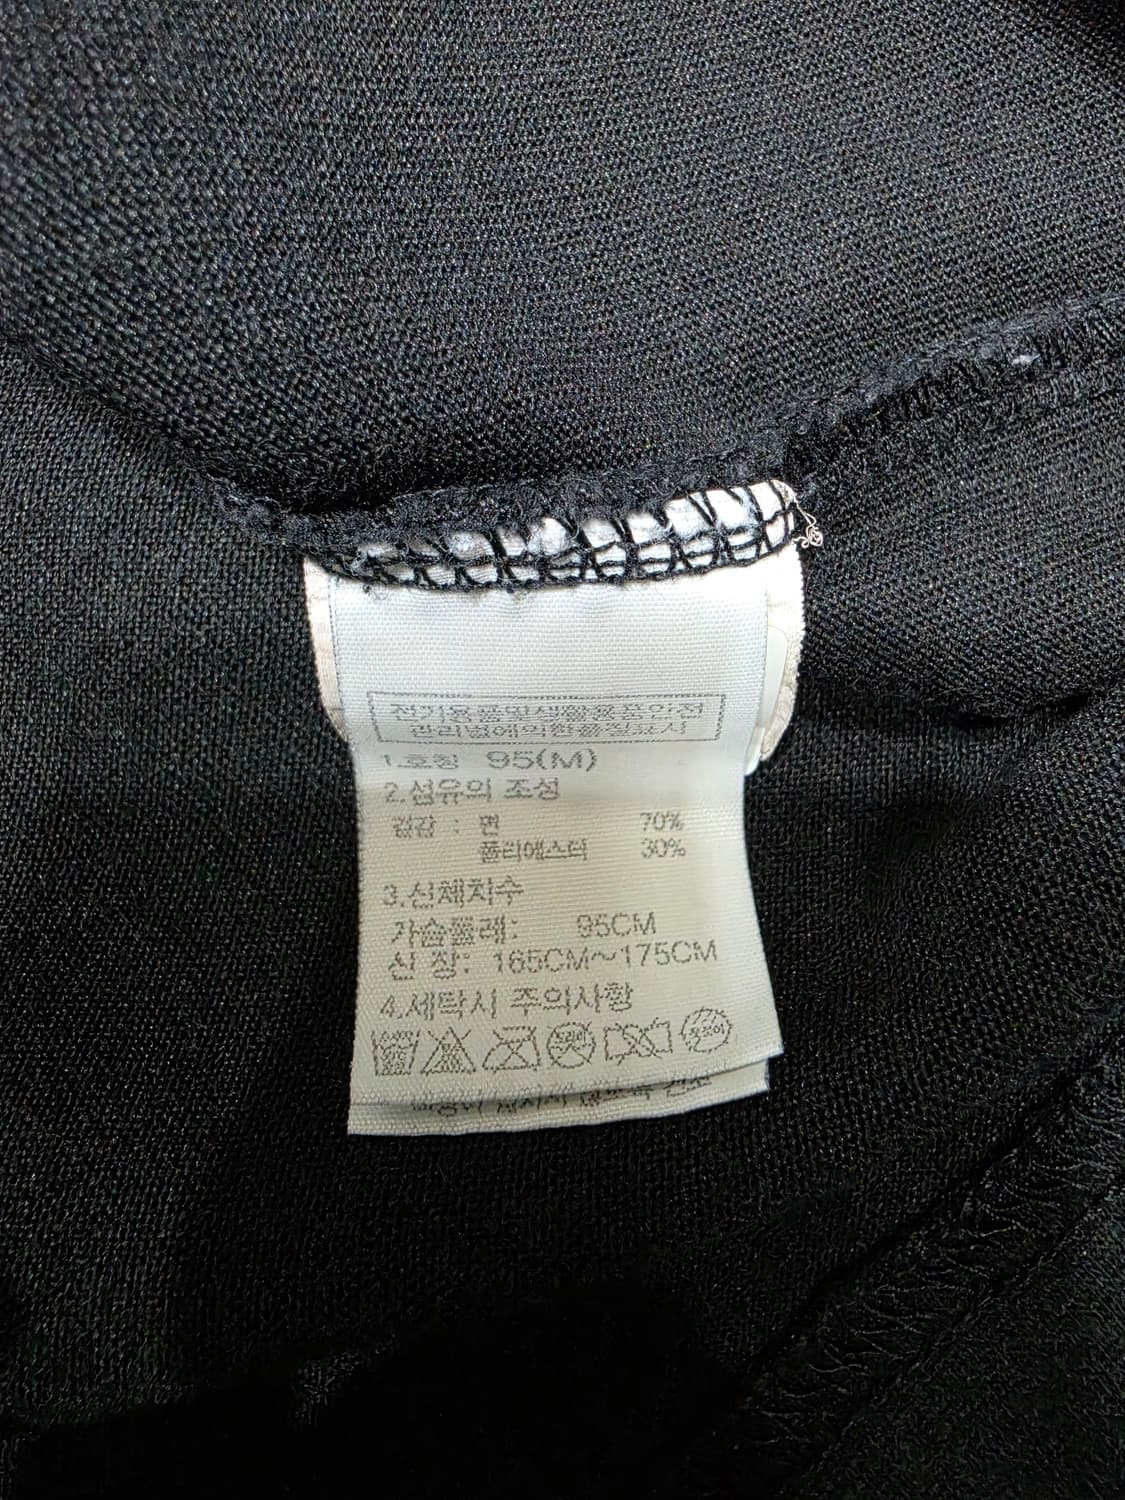 전기용품및생활용품안전
관리법에의한품질표시
1.호칭 95(M)
2.섬유의 조성
겉감 : 면 70%
폴리에스터 30%
3.신체치수
가슴둘레: 95CM
신 장: 165CM~175CM
4.세탁시 주의사항